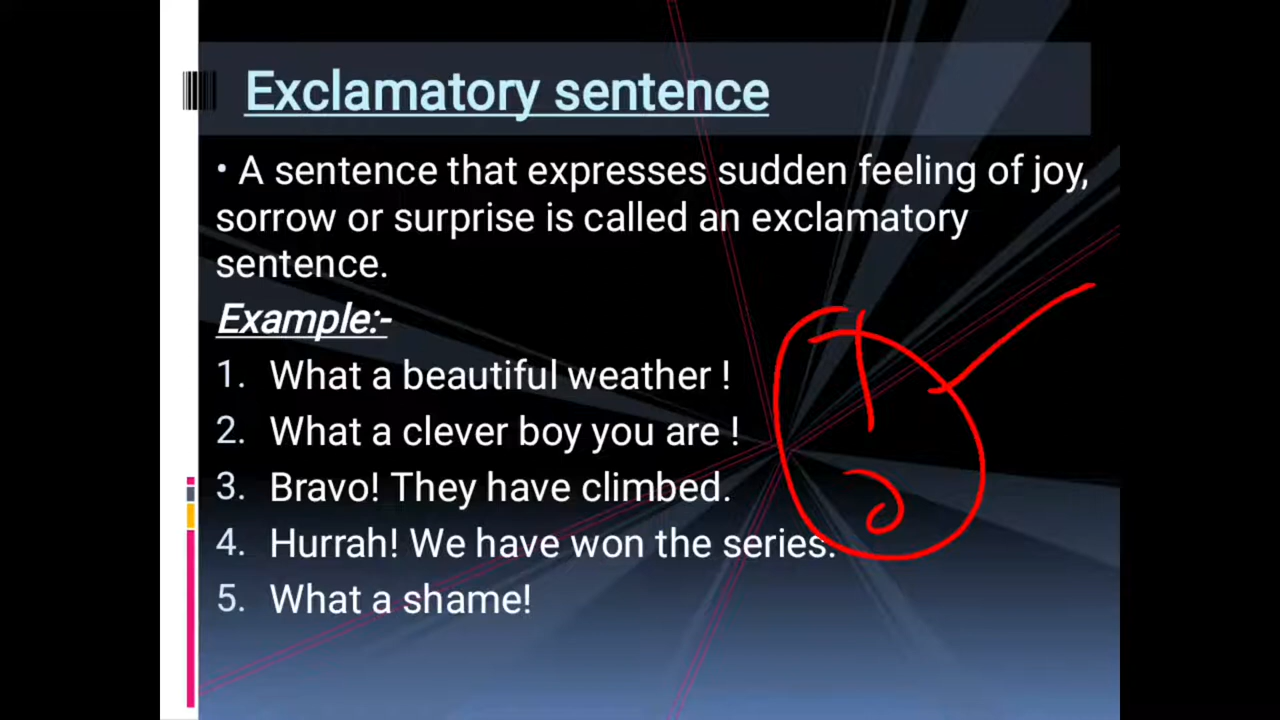 Exclamatory sentence
• A sentence that expresses sudden feeling of joy,
sorrow or surprise is called an exclamatory
sentence.
Example:-
1. What a beautiful weather !
2. What a clever boy you are !
3. Bravo! They have climbed.
4. Hurrah! We have won the series.
5. What a shame!